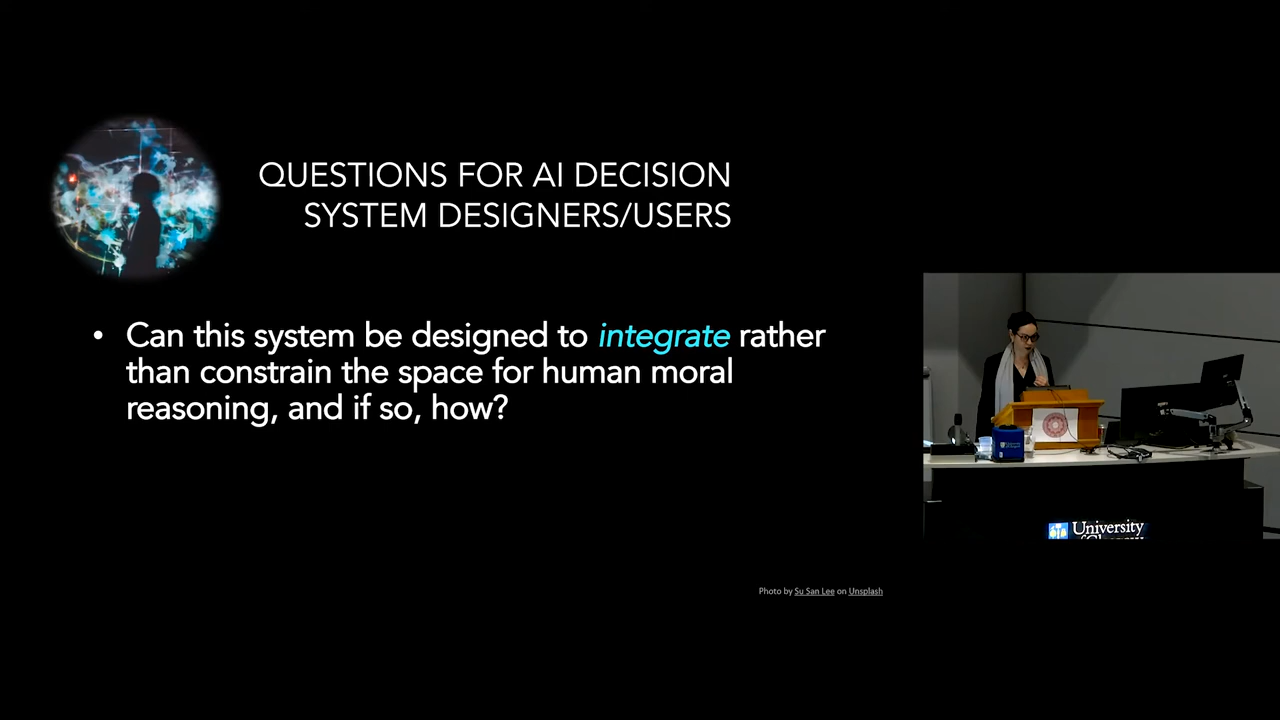 QUESTIONS FOR AI DECISION
SYSTEM DESIGNERS/USERS
• Can this system be designed to integrate rather
than constrain the space for human moral
reasoning, and if so, how?
University
Photo by Su San Lee on Unsplash